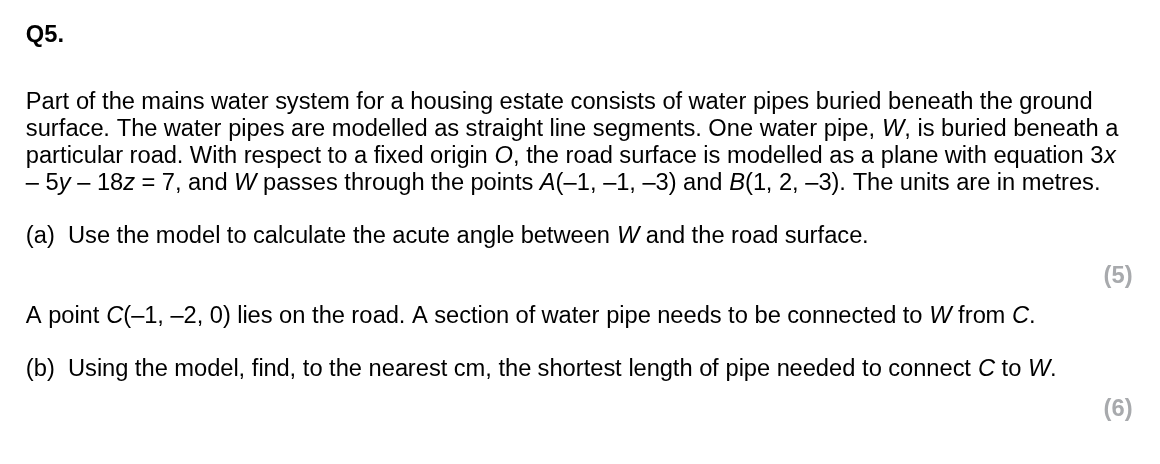 Q5.
Part of the mains water system for a housing estate consists of water pipes buried beneath the ground
surface. The water pipes are modelled as straight line segments. One water pipe, W, is buried beneath a
particular road. With respect to a fixed origin O, the road surface is modelled as a plane with equation 3x
– 5y – 18z = 7, and W passes through the points A(–1, –1, –3) and B(1, 2, –3). The units are in metres.
(a) Use the model to calculate the acute angle between W and the road surface.
(5)
A point C(–1, –2, 0) lies on the road. A section of water pipe needs to be connected to W from C.
(b) Using the model, find, to the nearest cm, the shortest length of pipe needed to connect C to W.
(6)